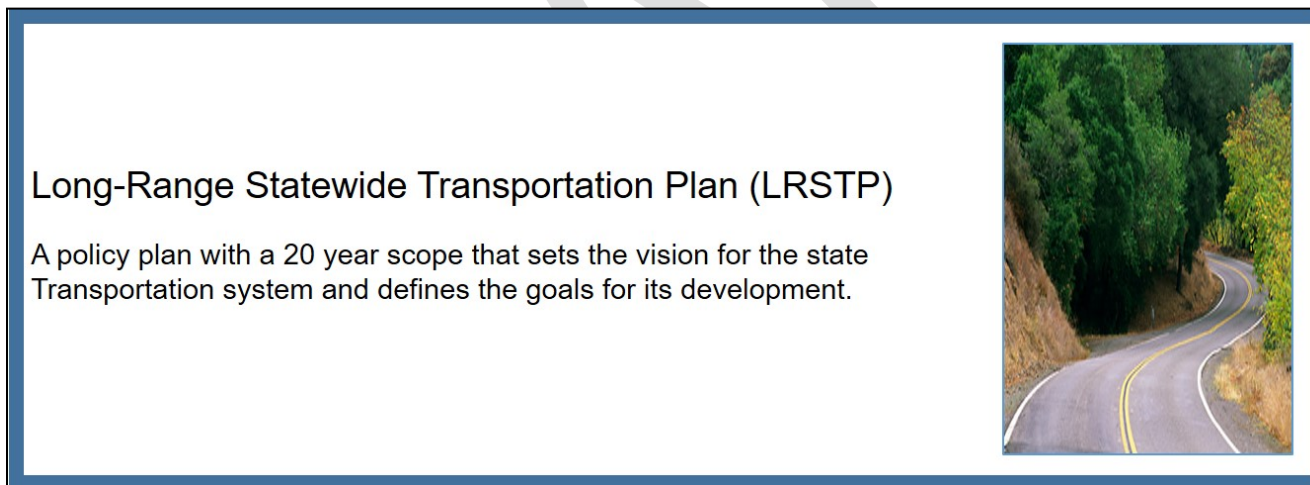 Long-Range Statewide Transportation Plan (LRSTP)
A policy plan with a 20 year scope that sets the vision for the state
Transportation system and defines the goals for its development.